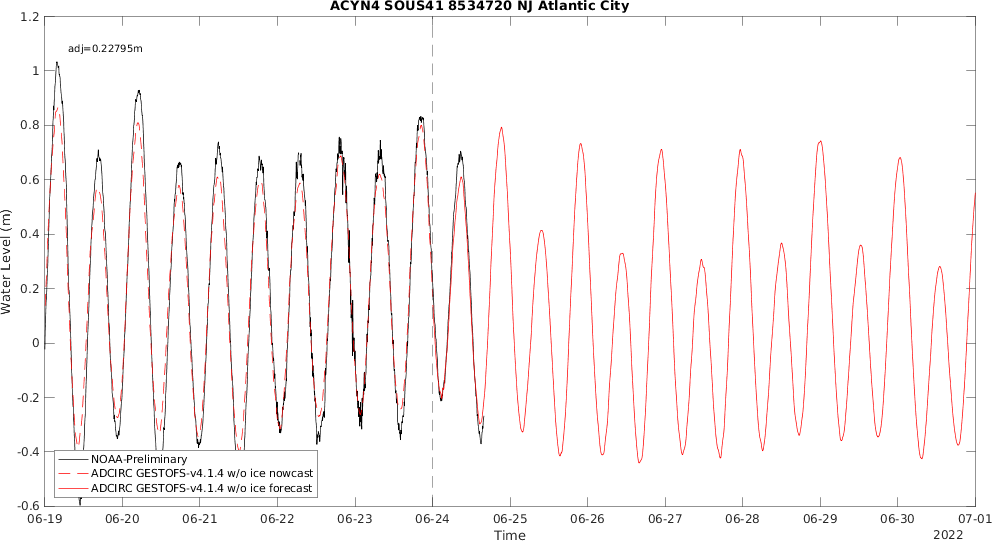 ACYN4 SOUS41 8534720 NJ Atlantic City
adj=0.22795m
Water Level (m)
1.2
1
0.8
0.6
0.4
0.2
0
-0.2
-0.4
-0.6
NOAA-Preliminary
ADCIRC GESTOFS-v4.1.4 w/o ice nowcast
ADCIRC GESTOFS-v4.1.4 w/o ice forecast
06-19 06-20 06-21 06-22 06-23 06-24 06-25 06-26 06-27 06-28 06-29 06-30 07-01
Time
2022